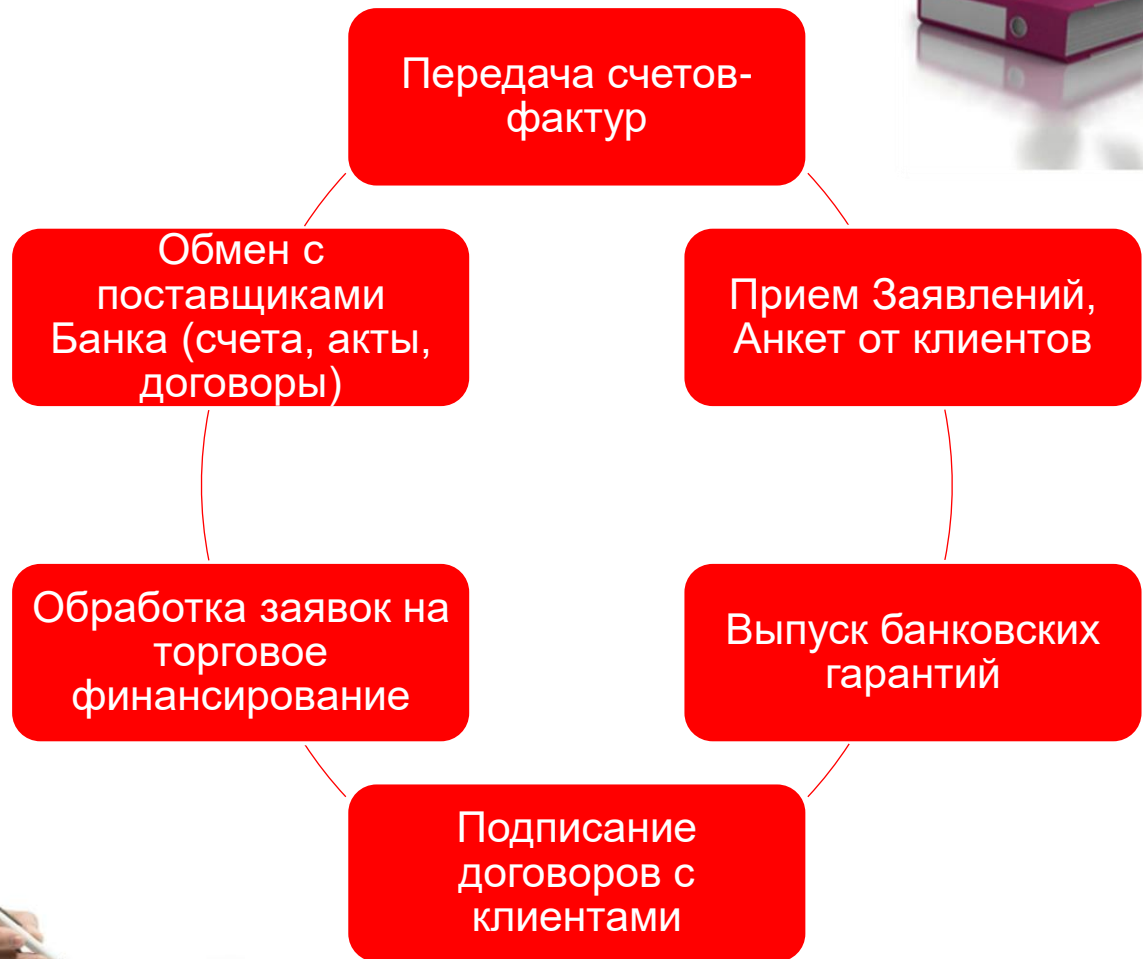 Передача счетов-
фактур
Обмен с
поставщиками
Банка (счета, акты,
договоры)
Прием Заявлений,
Анкет от клиентов
Обработка заявок на
торговое
финансирование
Выпуск банковских
гарантий
Подписание
договоров с
клиентами